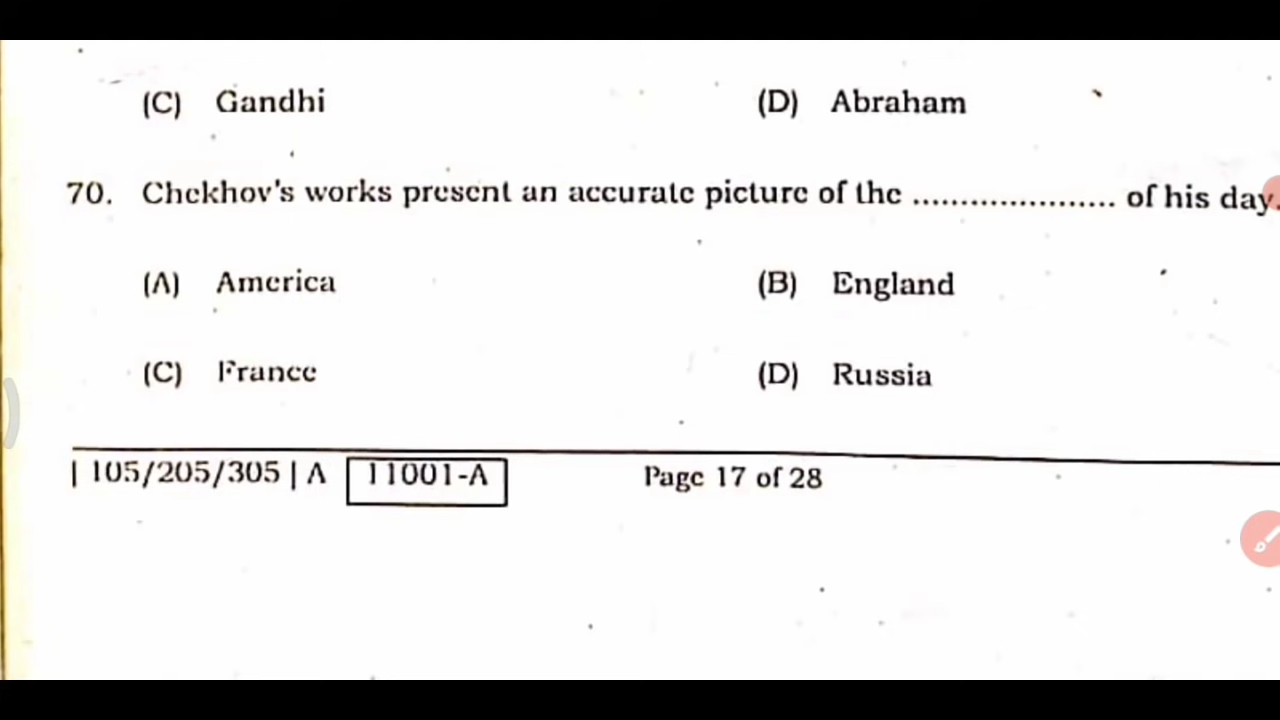 (C) Gandhi (D) Abraham
70. Chekhov's works present an accurate picture of the ..................... of his day.
(A) America (B) England
(C) France (D) Russia
| 105/205/305 | A 11001-A Page 17 of 28